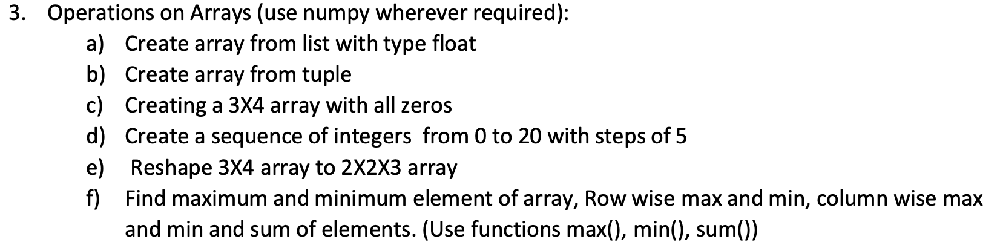 3. Operations on Arrays (use numpy wherever required):
a) Create array from list with type float
b) Create array from tuple
c) Creating a 3X4 array with all zeros
d) Create a sequence of integers  from 0 to 20 with steps of 5
e)  Reshape 3X4 array to 2X2X3 array
f) Find maximum and minimum element of array, Row wise max and min, column wise max
and min and sum of elements. (Use functions max(), min(), sum())